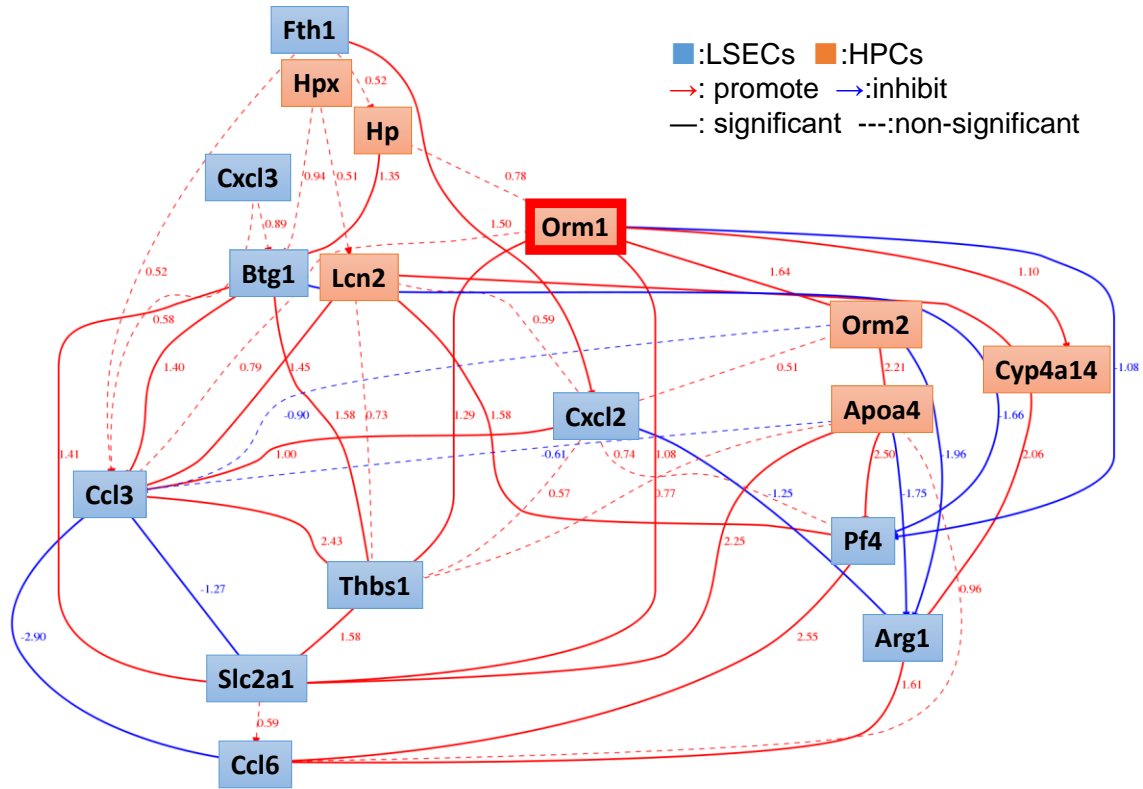 Fth1
■:LSECs ■:HPCs
→: promote →:inhibit
—: significant ---:non-significant
0.52
Hpx
Hp
Cxcl3
0.94
0.51
1.35
0.78
0.89
Orm1
1.50
Btg1
Lcn2
0.52
1.64
1.10
0.58
0.59
Orm2
1.40
0.79
1.45
0.51
2.21
Cyp4a14
-1.08
-0.90
1.58
0.73
1.29
1.58
Cxcl2
Apoa4
-1.66
1.41
1.00
-0.61
0.74
1.08
2.50
-1.96
2.06
Ccl3
0.57
0.77
-1.25
-1.75
2.43
2.25
Pf4
Thbs1
-1.27
0.96
-2.90
1.58
2.55
Arg1
Slc2a1
1.61
0.59
Ccl6